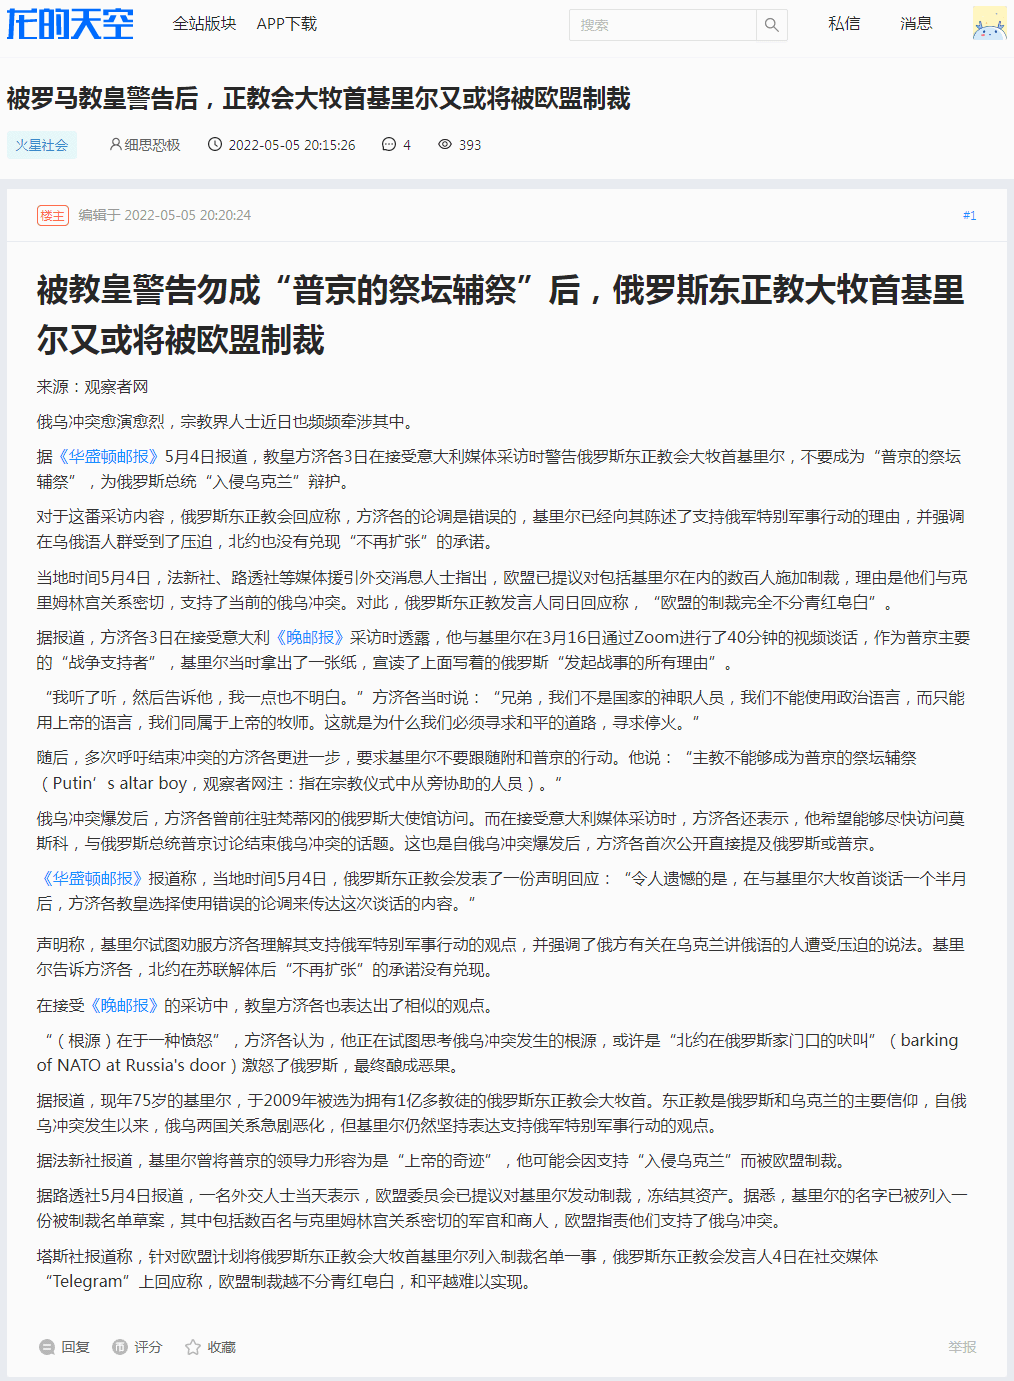 龙的天空
全站版块
APP下载
搜索
私信
消息
被罗马教皇警告后，正教会大牧首基里尔又或将被欧盟制裁
火星社会
细思恐极
2022-05-05 20:15:26
4
393
楼主
编辑于 2022-05-05 20:20:24
#1
被教皇警告勿成“普京的祭坛辅祭”后，俄罗斯东正教大牧首基里
尔又或将被欧盟制裁
来源：观察者网
俄乌冲突愈演愈烈，宗教界人士近日也频频牵涉其中。
据《华盛顿邮报》5月4日报道，教皇方济各3日在接受意大利媒体采访时警告俄罗斯东正教会大牧首基里尔，不要成为“普京的祭坛
辅祭”，为俄罗斯总统“入侵乌克兰”辩护。
对于这番采访内容，俄罗斯东正教会回应称，方济各的论调是错误的，基里尔已经向其陈述了支持俄军特别军事行动的理由，并强调
在乌俄语人群受到了压迫，北约也没有兑现“不再扩张”的承诺。
当地时间5月4日，法新社、路透社等媒体援引外交消息人士指出，欧盟已提议对包括基里尔在内的数百人施加制裁，理由是他们与克
里姆林宫关系密切，支持了当前的俄乌冲突。对此，俄罗斯东正教发言人同日回应称，“欧盟的制裁完全不分青红皂白”。
据报道，方济各3日在接受意大利《晚邮报》采访时透露，他与基里尔在3月16日通过Zoom进行了40分钟的视频谈话，作为普京主要
的“战争支持者”，基里尔当时拿出了一张纸，宣读了上面写着的俄罗斯“发起战事的所有理由”。
“我听了听，然后告诉他，我一点也不明白。”方济各当时说：“兄弟，我们不是国家的神职人员，我们不能使用政治语言，而只能
用上帝的语言，我们同属于上帝的牧师。这就是为什么我们必须寻求和平的道路，寻求停火。”
随后，多次呼吁结束冲突的方济各更进一步，要求基里尔不要跟随附和普京的行动。他说：“主教不能够成为普京的祭坛辅祭
（Putin’s altar boy，观察者网注：指在宗教仪式中从旁协助的人员）。“
俄乌冲突爆发后，方济各曾前往驻梵蒂冈的俄罗斯大使馆访问。而在接受意大利媒体采访时，方济各还表示，他希望能够尽快访问莫
斯科，与俄罗斯总统普京讨论结束俄乌冲突的话题。这也是自俄乌冲突爆发后，方济各首次公开直接提及俄罗斯或普京。
《华盛顿邮报》报道称，当地时间5月4日，俄罗斯东正教会发表了一份声明回应：“令人遗憾的是，在与基里尔大牧首谈话一个半月
后，方济各教皇选择使用错误的论调来传达这次谈话的内容。”
声明称，基里尔试图劝服方济各理解其支持俄军特别军事行动的观点，并强调了俄方有关在乌克兰讲俄语的人遭受压迫的说法。基里
尔告诉方济各，北约在苏联解体后“不再扩张”的承诺没有兑现。
在接受《晚邮报》的采访中，教皇方济各也表达出了相似的观点。
“（根源）在于一种愤怒”，方济各认为，他正在试图思考俄乌冲突发生的根源，或许是“北约在俄罗斯家门口的吠叫”（barking
of NATO at Russia's door）激怒了俄罗斯，最终酿成恶果。
据报道，现年75岁的基里尔，于2009年被选为拥有1亿多教徒的俄罗斯东正教会大牧首。东正教是俄罗斯和乌克兰的主要信仰，自俄
乌冲突发生以来，俄乌两国关系急剧恶化，但基里尔仍然坚持表达支持俄军特别军事行动的观点。
据法新社报道，基里尔曾将普京的领导力形容为是“上帝的奇迹”，他可能会因支持“入侵乌克兰”而被欧盟制裁。
据路透社5月4日报道，一名外交人士当天表示，欧盟委员会已提议对基里尔发动制裁，冻结其资产。据悉，基里尔的名字已被列入一
份被制裁名单草案，其中包括数百名与克里姆林宫关系密切的军官和商人，欧盟指责他们支持了俄乌冲突。
塔斯社报道称，针对欧盟计划将俄罗斯东正教会大牧首基里尔列入制裁名单一事，俄罗斯东正教会发言人4日在社交媒体
“Telegram”上回应称，欧盟制裁越不分青红皂白，和平越难以实现。
回复
评分
收藏
举报